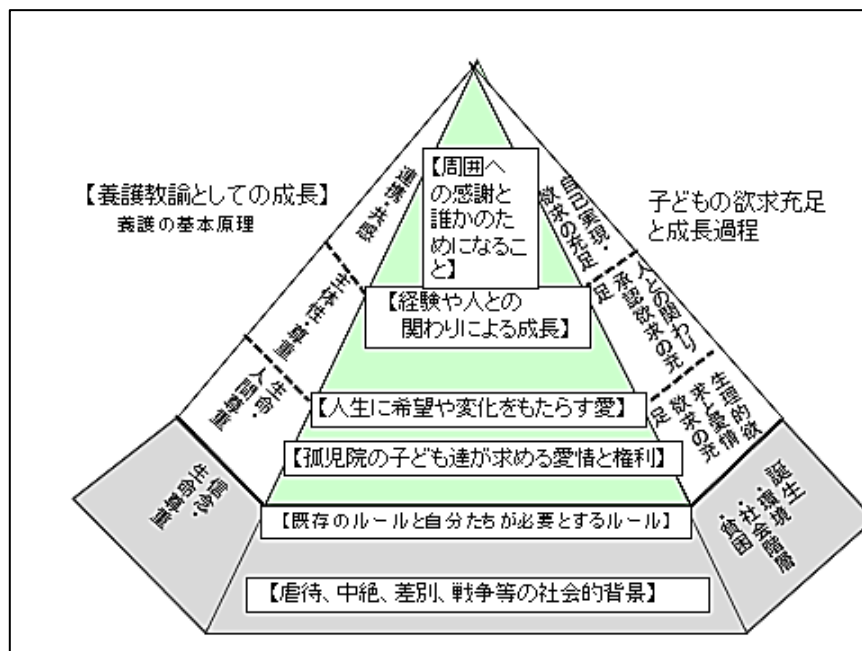 【養護教諭としての成長】
養護の基本原理
子どもの欲求充足
と成長過程
連携・共感
【周囲へ
の感謝と
誰かのた
めになるこ
と】
自己実現・
欲求の充足
主体性・尊重
【経験や人との
関わりによる成長】
人との関わり
承認欲求の充
足
生命・
人間尊重
【人生に希望や変化をもたらす愛】
生理的欲
求と愛情
欲求の充
足
【孤児院の子ども達が求める愛情と権利】
信念・
生命尊重
【既存のルールと自分たちが必要とするルール】
誕生
・環境
・社会階層
・貧困
【虐待、中絶、差別、戦争等の社会的背景】